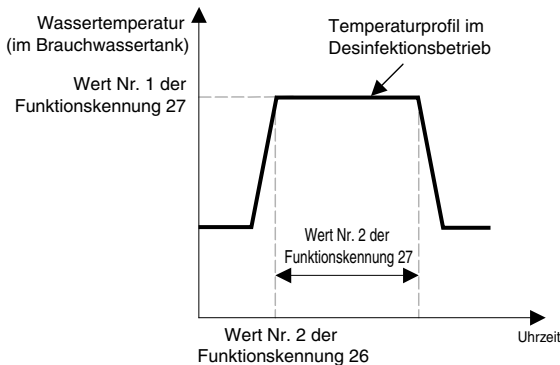 Wassertemperatur
(im Brauchwassertank)
Temperaturprofil im
Desinfektionsbetrieb
Wert Nr. 1 der
Funktionskennung 27
Wert Nr. 2 der
Funktionskennung 27
Wert Nr. 2 der
Funktionskennung 26
Uhrzeit